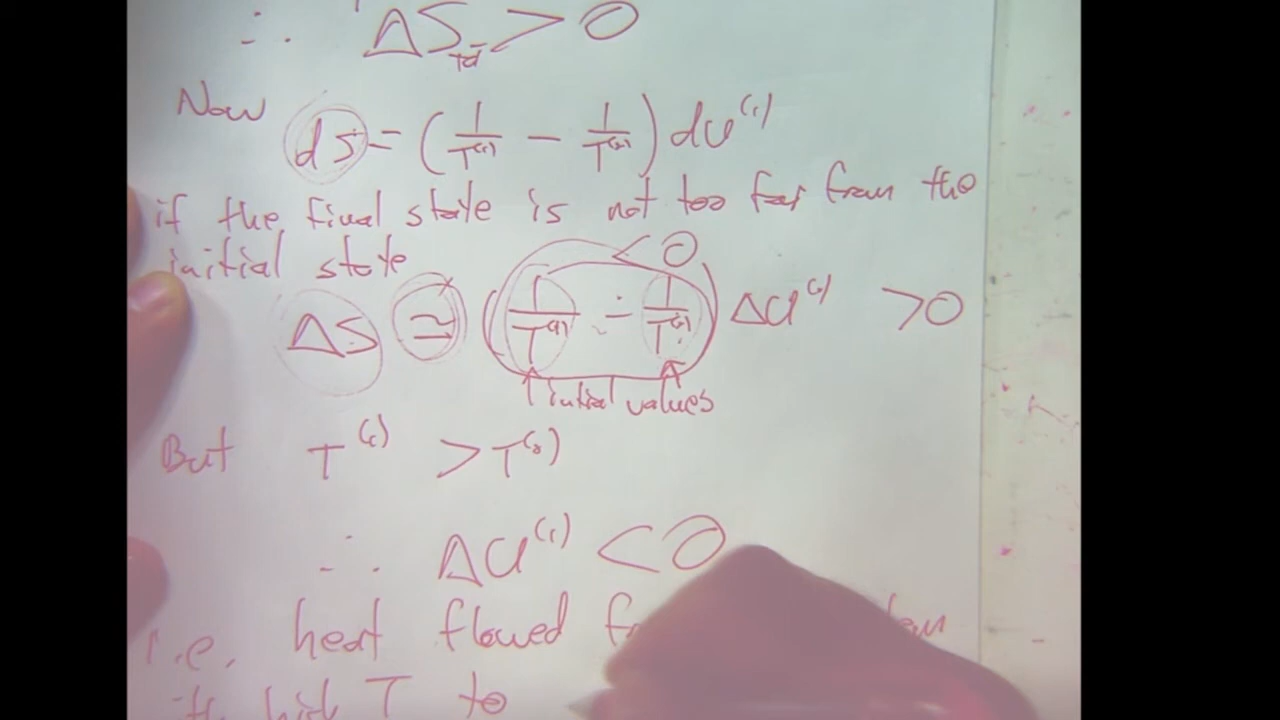 ∴ ΔS_Tot > 0
Now dS = (1/T⁽¹⁾ − 1/T⁽²⁾) dU⁽¹⁾
if the final state is not too far from the
initial state
< 0
ΔS ≅ (1/T⁽¹⁾ − 1/T⁽²⁾) ΔU⁽¹⁾ > 0
initial values
But T⁽¹⁾ > T⁽²⁾
∴ ΔU⁽¹⁾ < 0
i.e. heat flowed
high T to